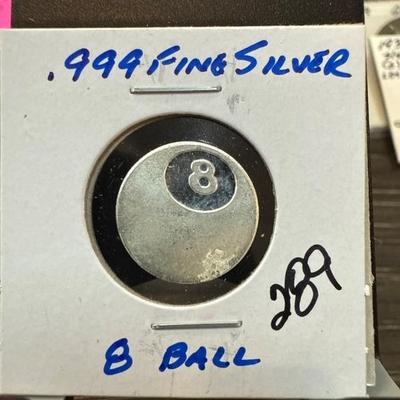 .999 FINE SILVER
8
289
8 BALL